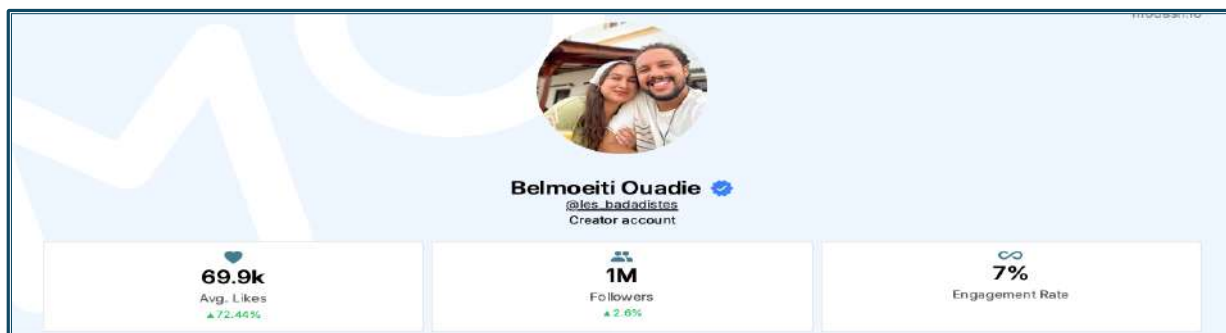 Belmoeiti Ouadie
@les_badadistes
Creator account
69.9k
Avg. Likes
▲72.44%
1M
Followers
▲2.6%
7%
Engagement Rate